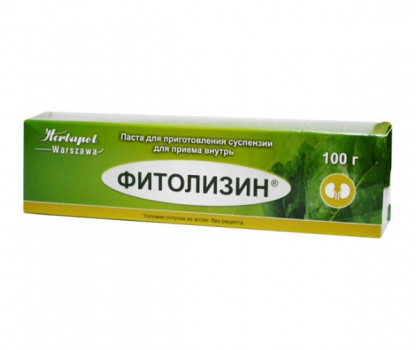 Herbapol
Warszawa
Паста для приготовления суспензии
для приема внутрь
100 г
ФИТОЛИЗИН®
Условия отпуска из аптек: без рецепта